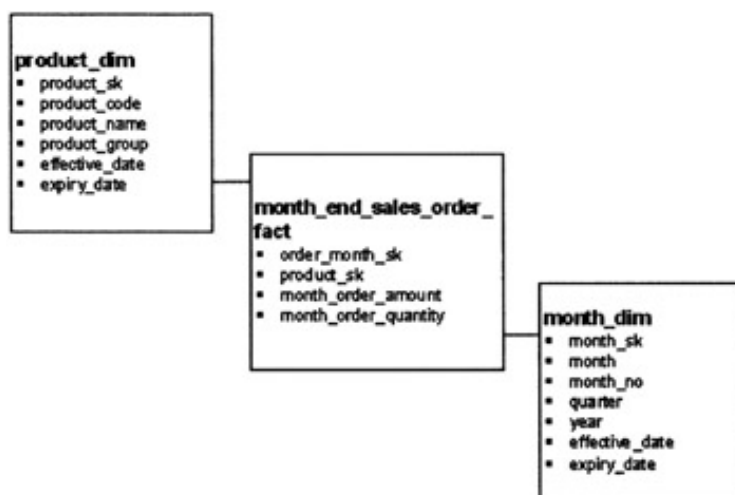 product_dim
▪ product_sk
▪ product_code
▪ product_name
▪ product_group
▪ effective_date
▪ expiry_date
month_end_sales_order_
fact
▪ order_month_sk
▪ product_sk
▪ month_order_amount
▪ month_order_quantity
month_dim
▪ month_sk
▪ month
▪ month_no
▪ quarter
▪ year
▪ effective_date
▪ expiry_date